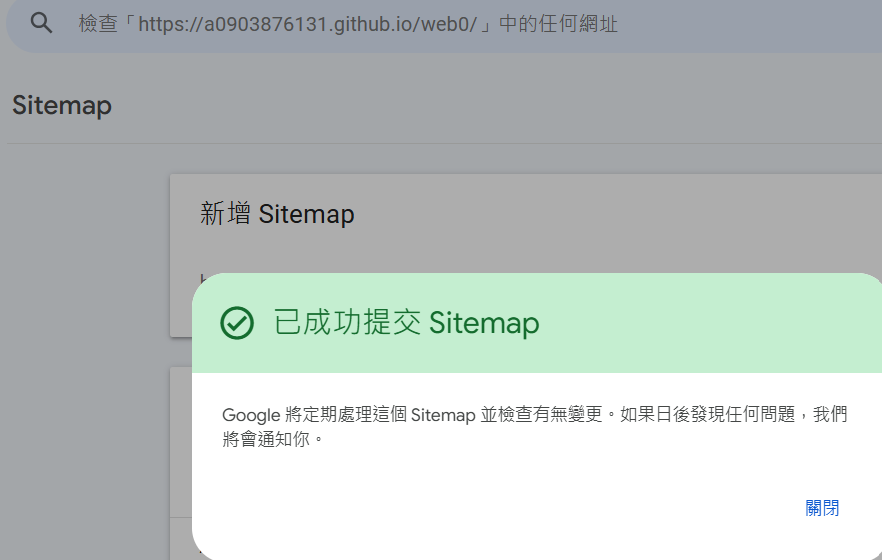 檢查「https://a0903876131.github.io/web0/」中的任何網址
Sitemap
新增 Sitemap
已成功提交 Sitemap
Google 將定期處理這個 Sitemap 並檢查有無變更。如果日後發現任何問題，我們
將會通知你。
關閉